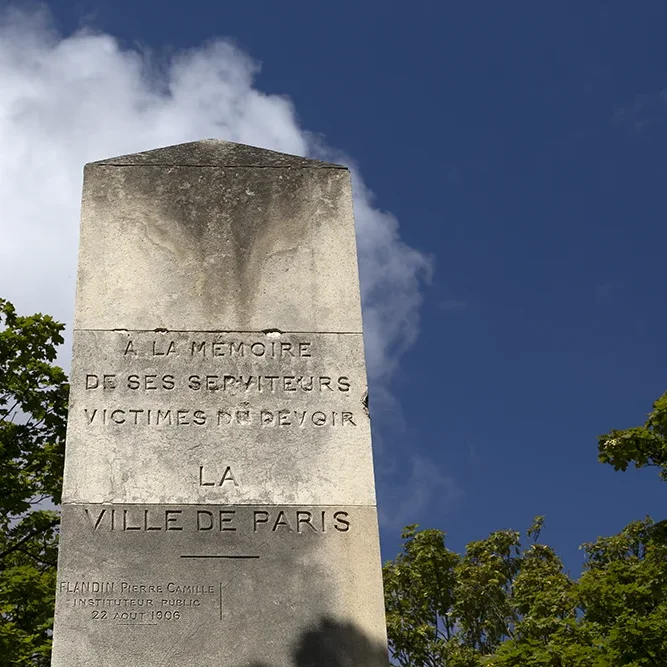 A LA MÉMOIRE
DE SES SERVITEURS
VICTIMES DU DEVOIR
LA
VILLE DE PARIS
FLANDIN PIERRE CAMILLE
INSTITUTEUR PUBLIC
22 AOUT 1906